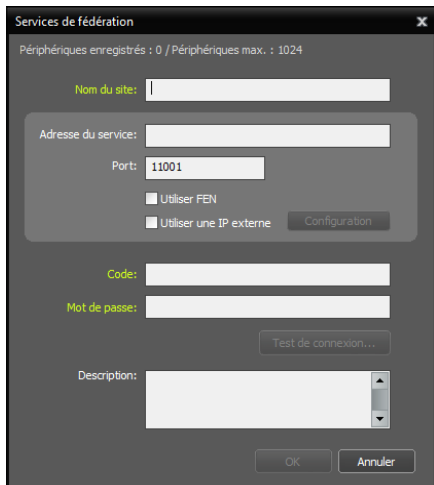 Services de fédération x
Périphériques enregistrés : 0 / Périphériques max. : 1024
Nom du site:
Adresse du service:
Port: 11001
Utiliser FEN
Utiliser une IP externe Configuration
Code:
Mot de passe:
Test de connexion...
Description:
OK Annuler